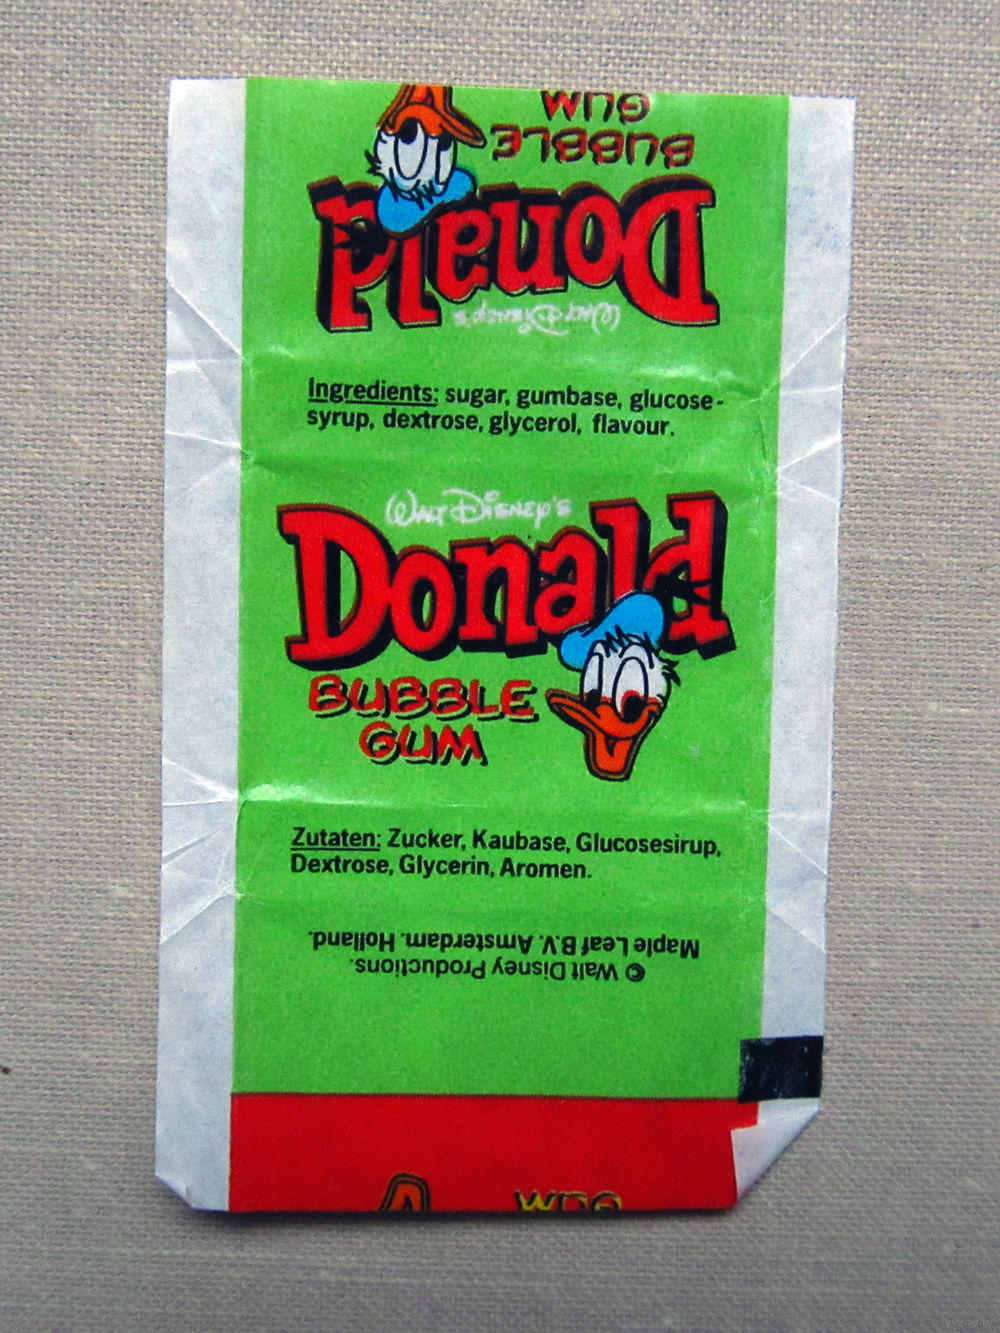 BUBBLE
GUM
Donald
WALT DISNEY'S
Ingredients: sugar, gumbase, glucose-
syrup, dextrose, glycerol, flavour.
WALT DISNEY'S
Donald
BUBBLE
GUM
Zutaten: Zucker, Kaubase, Glucosesirup,
Dextrose, Glycerin, Aromen.
© Walt Disney Productions.
Maple Leaf B.V. Amsterdam. Holland.
GUM